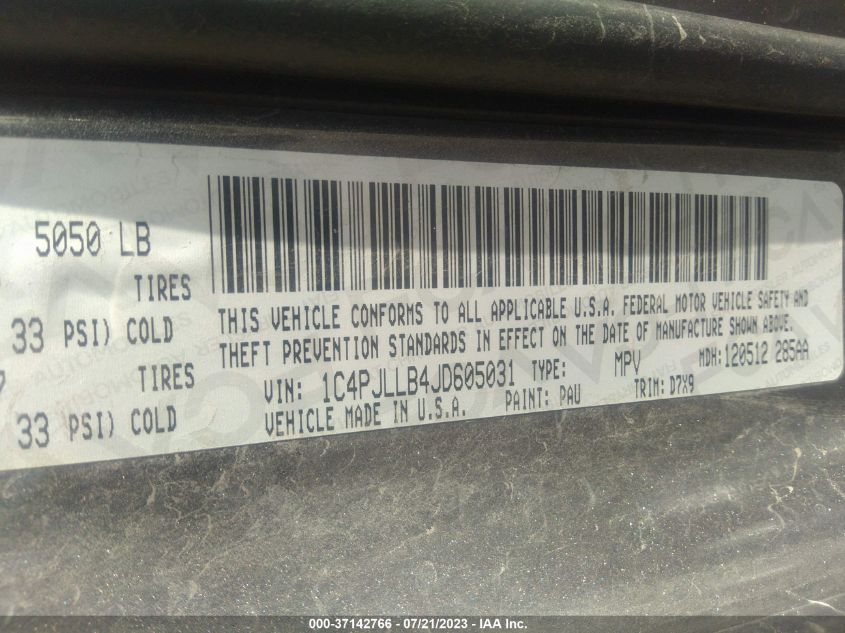 5050 LB
TIRES
33 PSI) COLD
7 TIRES
33 PSI) COLD
THIS VEHICLE CONFORMS TO ALL APPLICABLE U.S.A. FEDERAL MOTOR VEHICLE SAFETY AND
THEFT PREVENTION STANDARDS IN EFFECT ON THE DATE OF MANUFACTURE SHOWN ABOVE.
VIN: 1C4PJLLB4JD605031 TYPE: MPV MDH: 120512 285AA
VEHICLE MADE IN U.S.A. PAINT: PAU TRIM: D7X9
000-37142766 - 07/21/2023 - IAA Inc.